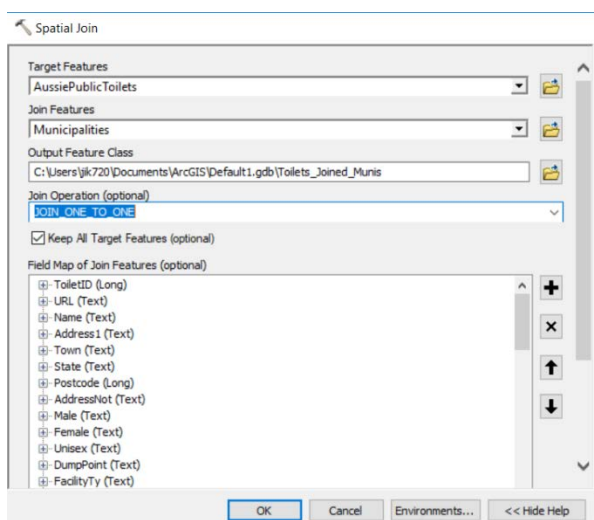 Spatial Join
Target Features
AussiePublicToilets
Join Features
Municipalities
Output Feature Class
C:\Users\jik720\Documents\ArcGIS\Default1.gdb\Toilets_Joined_Munis
Join Operation (optional)
JOIN_ONE_TO_ONE
Keep All Target Features (optional)
Field Map of Join Features (optional)
ToiletID (Long)
URL (Text)
Name (Text)
Address1 (Text)
Town (Text)
State (Text)
Postcode (Long)
AddressNot (Text)
Male (Text)
Female (Text)
Unisex (Text)
DumpPoint (Text)
FacilityTy (Text)
OK Cancel Environments... << Hide Help